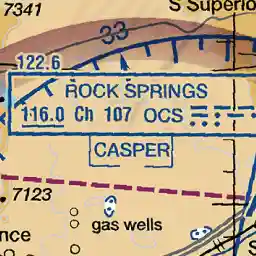 7341
S Superio
33
122.6
ROCK SPRINGS
116.0 Ch 107 OCS
CASPER
7123
gas wells
nce
S